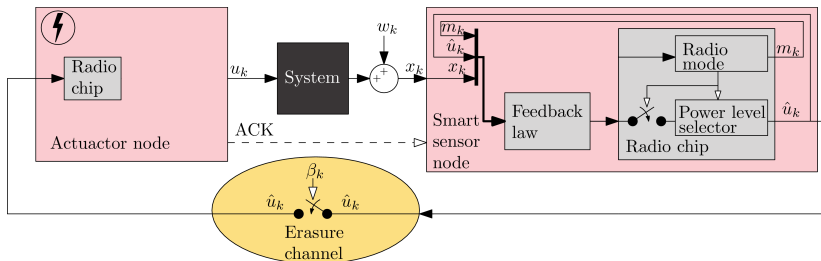 Radio
chip
Actuactor node
u_k
System
w_k
+
+
x_k
ACK
m_k
û_k
x_k
Smart
sensor
node
Feedback
law
Radio
mode
m_k
Power level
selector
û_k
Radio chip
β_k
û_k
û_k
Erasure
channel